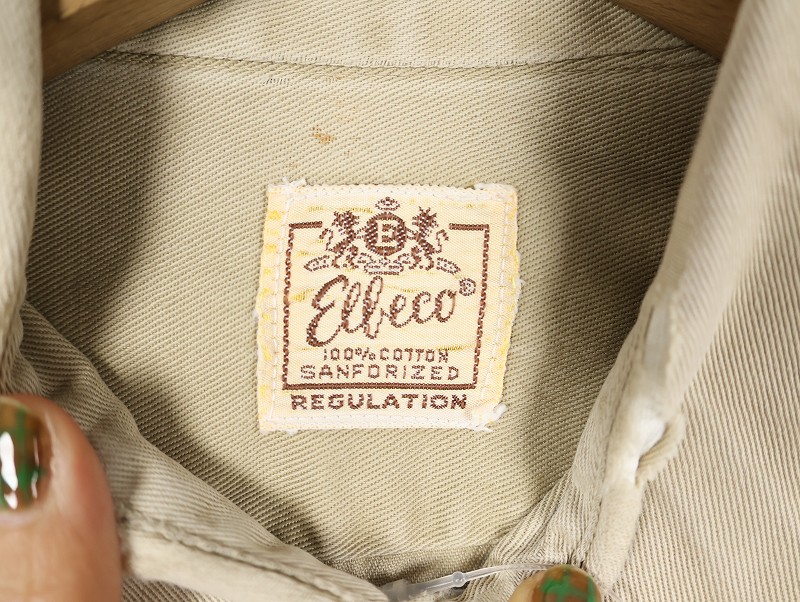 E
Elbeco®
100% COTTON
SANFORIZED
REGULATION